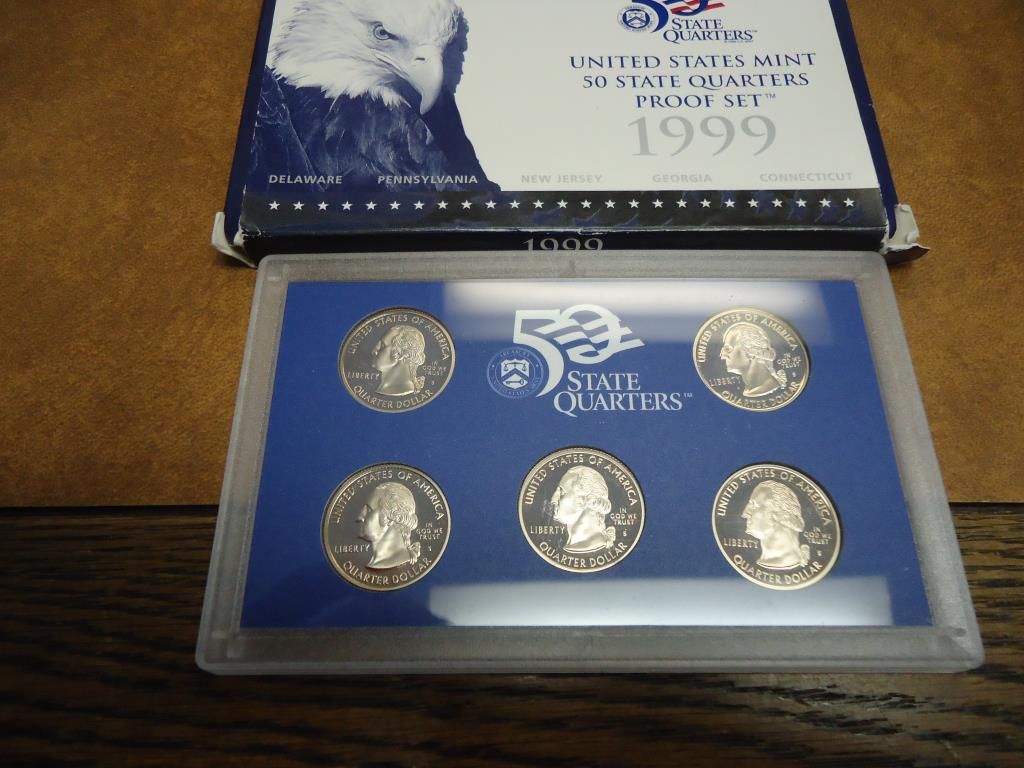 50
STATE
QUARTERS™
UNITED STATES MINT
50 STATE QUARTERS
PROOF SET™
1999
DELAWARE PENNSYLVANIA NEW JERSEY GEORGIA CONNECTICUT
1999
50
STATE
QUARTERS™
UNITED STATES OF AMERICA
LIBERTY
IN
GOD WE
TRUST
S
QUARTER DOLLAR
UNITED STATES OF AMERICA
LIBERTY
IN
GOD WE
TRUST
S
QUARTER DOLLAR
UNITED STATES OF AMERICA
LIBERTY
IN
GOD WE
TRUST
S
QUARTER DOLLAR
UNITED STATES OF AMERICA
LIBERTY
IN
GOD WE
TRUST
S
QUARTER DOLLAR
UNITED STATES OF AMERICA
LIBERTY
IN
GOD WE
TRUST
S
QUARTER DOLLAR